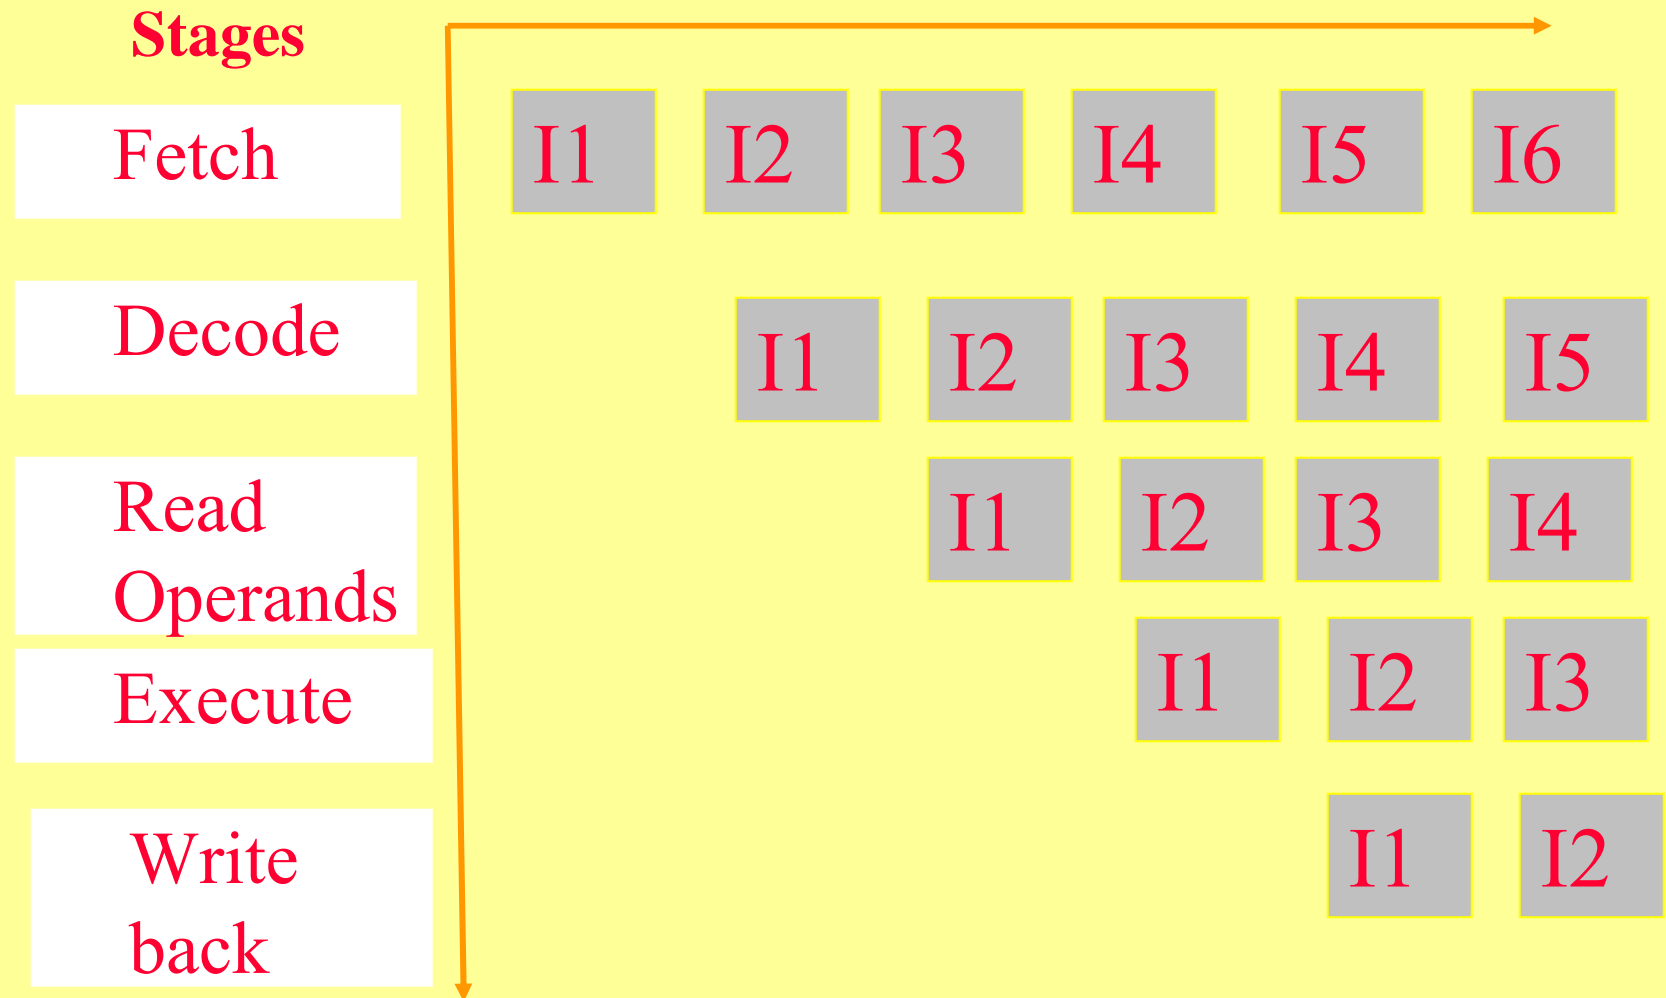 Stages
Fetch I1 I2 I3 I4 I5 I6
Decode I1 I2 I3 I4 I5
Read
Operands I1 I2 I3 I4
Execute I1 I2 I3
Write
back I1 I2